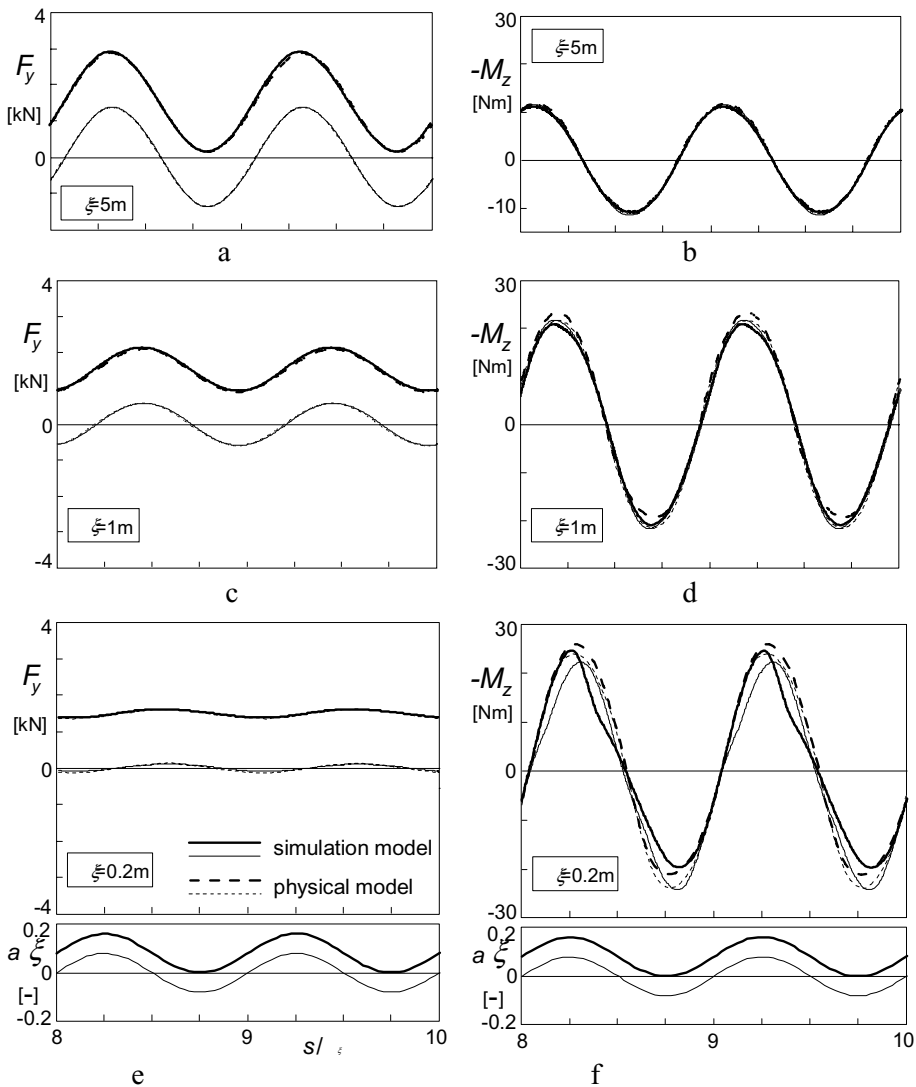 4
F_y
[kN]
0
ξ=5m
a
30
-M_z
[Nm]
0
-10
ξ=5m
b
4
F_y
[kN]
0
-4
ξ=1m
c
30
-M_z
[Nm]
0
-30
ξ=1m
d
4
F_y
[kN]
0
-4
ξ=0.2m
simulation model
physical model
0.2
a ξ
0
[-]
-0.2
8 9 10
s/ ξ
e
30
-M_z
[Nm]
0
-30
ξ=0.2m
0.2
a ξ
0
[-]
-0.2
8 9 10
f